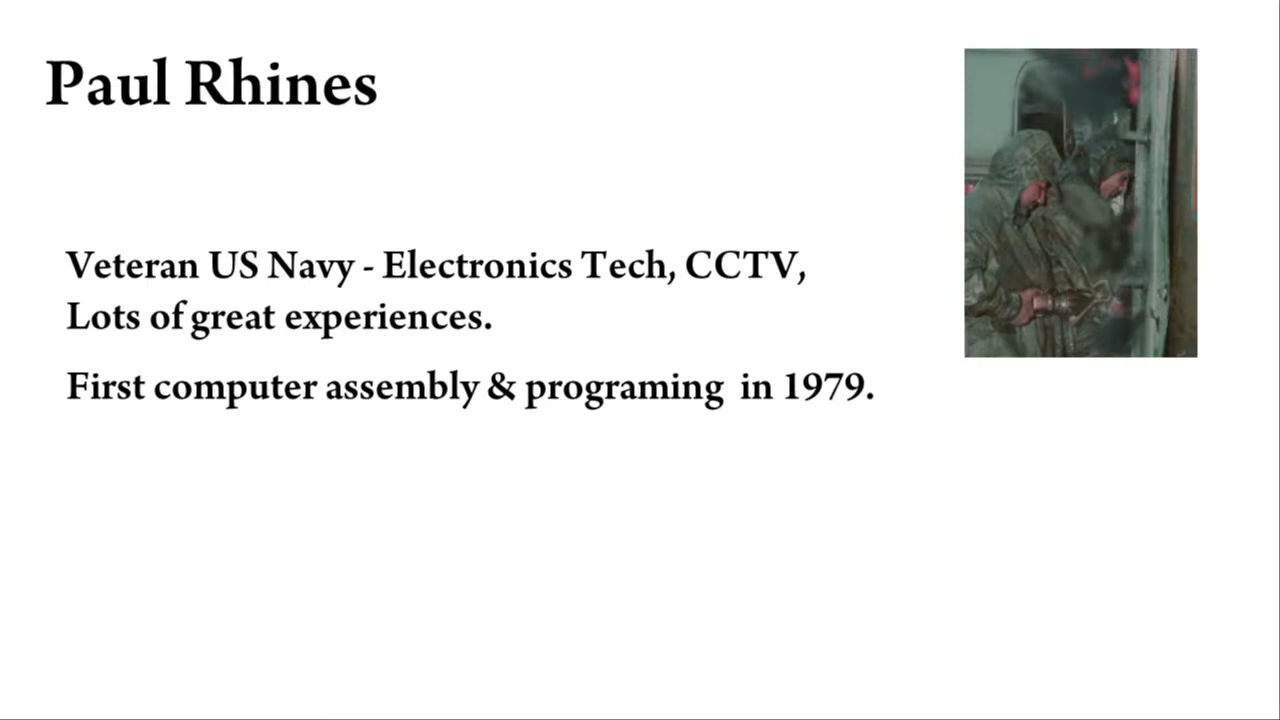 Paul Rhines
Veteran US Navy - Electronics Tech, CCTV,
Lots of great experiences.
First computer assembly & programing in 1979.